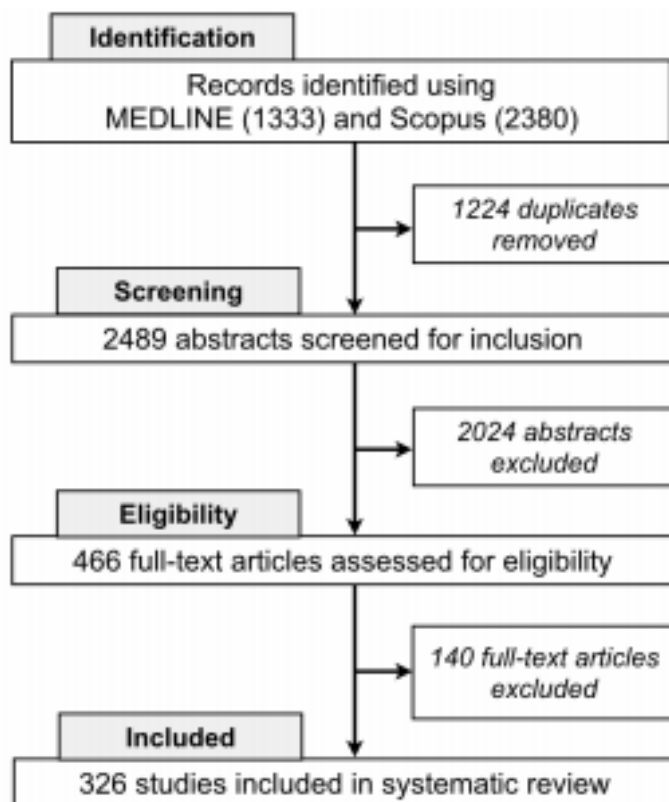 Identification
Records identified using
MEDLINE (1333) and Scopus (2380)
1224 duplicates
removed
Screening
2489 abstracts screened for inclusion
2024 abstracts
excluded
Eligibility
466 full-text articles assessed for eligibility
140 full-text articles
excluded
Included
326 studies included in systematic review